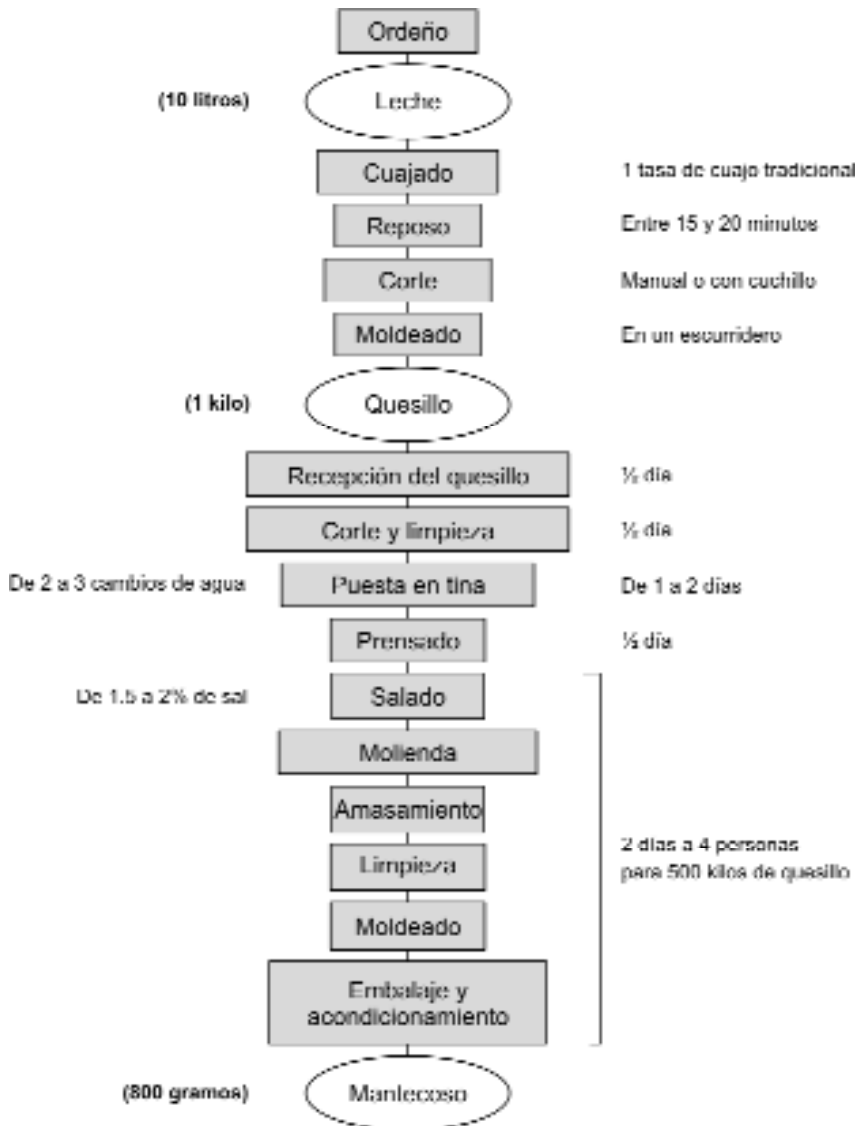 Ordeño
(10 litros)
Leche
Cuajado
1 tasa de cuajo tradicional
Reposo
Entre 15 y 20 minutos
Corte
Manual o con cuchillo
Moldeado
En un escurridero
(1 kilo)
Quesillo
Recepción del quesillo
½ día
Corte y limpieza
½ día
De 2 a 3 cambios de agua
Puesta en tina
De 1 a 2 días
Prensado
½ día
De 1.5 a 2% de sal
Salado
Molienda
Amasamiento
Limpieza
2 días a 4 personas
para 500 kilos de quesillo
Moldeado
Embalaje y
acondicionamiento
(800 gramos)
Mantecoso